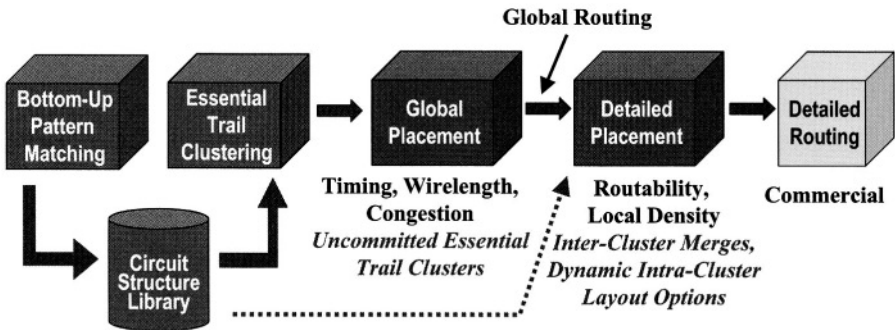 Global Routing
Bottom-Up
Pattern
Matching
Essential
Trail
Clustering
Global
Placement
Detailed
Placement
Detailed
Routing
Timing, Wirelength,
Congestion
Uncommitted Essential
Trail Clusters
Routability,
Local Density
Inter-Cluster Merges,
Dynamic Intra-Cluster
Layout Options
Commercial
Circuit
Structure
Library